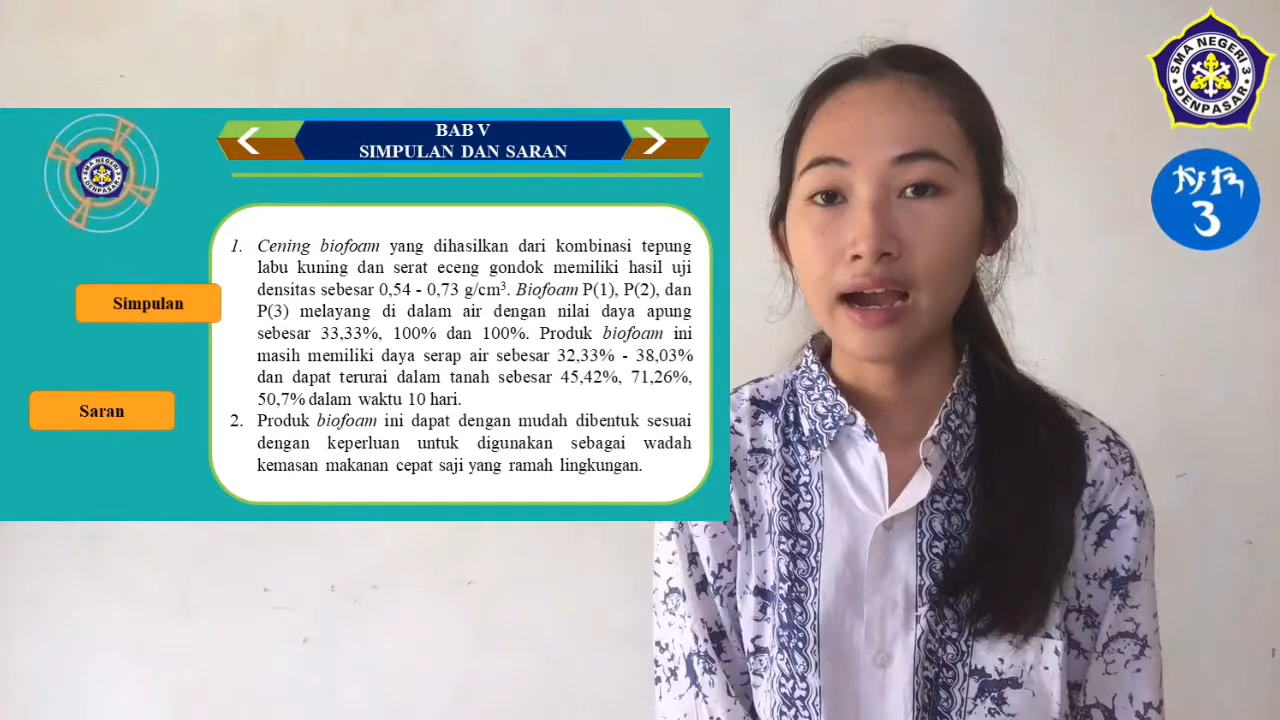 BAB V
SIMPULAN DAN SARAN
SMA NEGERI 3
DENPASAR
1. Cening biofoam yang dihasilkan dari kombinasi tepung
labu kuning dan serat eceng gondok memiliki hasil uji
densitas sebesar 0,54 - 0,73 g/cm³. Biofoam P(1), P(2), dan
P(3) melayang di dalam air dengan nilai daya apung
sebesar 33,33%, 100% dan 100%. Produk biofoam ini
masih memiliki daya serap air sebesar 32,33% - 38,03%
dan dapat terurai dalam tanah sebesar 45,42%, 71,26%,
50,7% dalam waktu 10 hari.
2. Produk biofoam ini dapat dengan mudah dibentuk sesuai
dengan keperluan untuk digunakan sebagai wadah
kemasan makanan cepat saji yang ramah lingkungan.
Simpulan
Saran
SMA NEGERI 3
DENPASAR
3